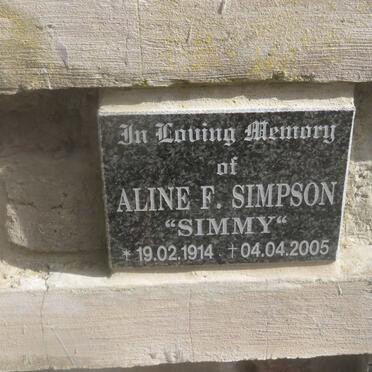 In Loving Memory
of
ALINE F. SIMPSON
“SIMMY“
* 19.02.1914 † 04.04.2005